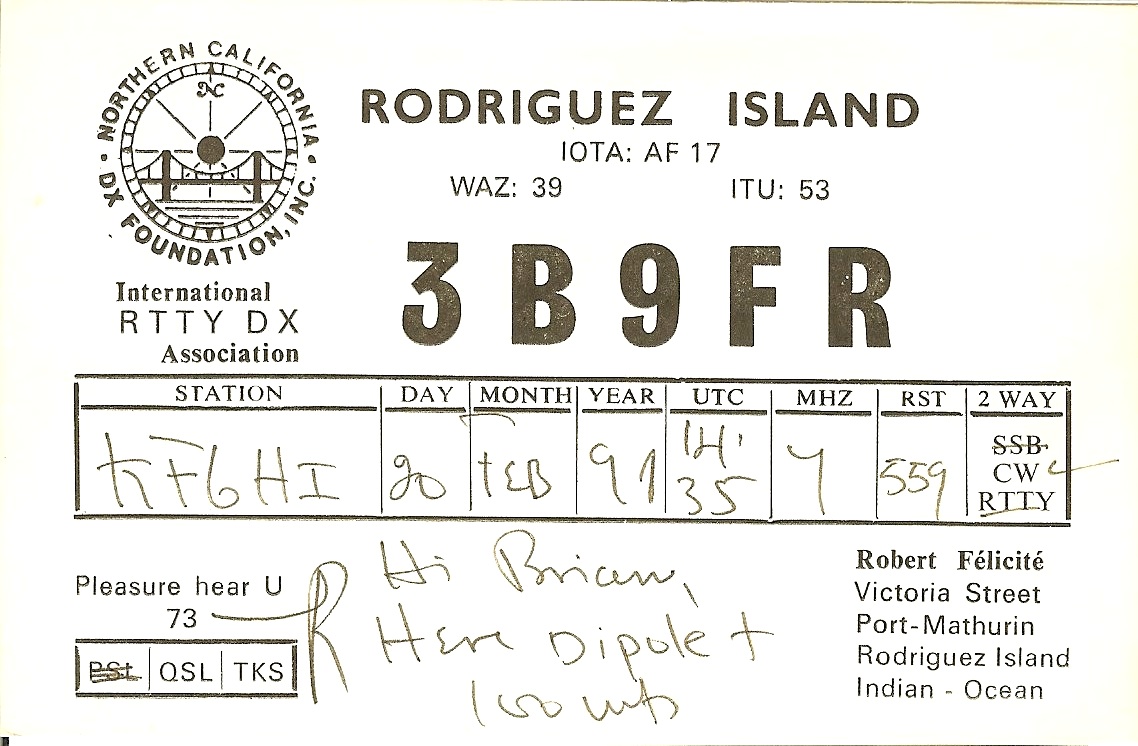 NORTHERN CALIFORNIA
DX FOUNDATION, INC.
NC
International
RTTY DX
Association
RODRIGUEZ ISLAND
IOTA: AF 17
WAZ: 39 ITU: 53
3B9FR
STATION DAY MONTH YEAR UTC MHZ RST 2 WAY
KF6HI 20 FEB 91 14' 35 7 559 SSB CW RTTY
Pleasure hear U
73
PSE QSL TKS
Hi Brian,
Here Dipole +
100 wts
Robert Félicité
Victoria Street
Port-Mathurin
Rodriguez Island
Indian - Ocean